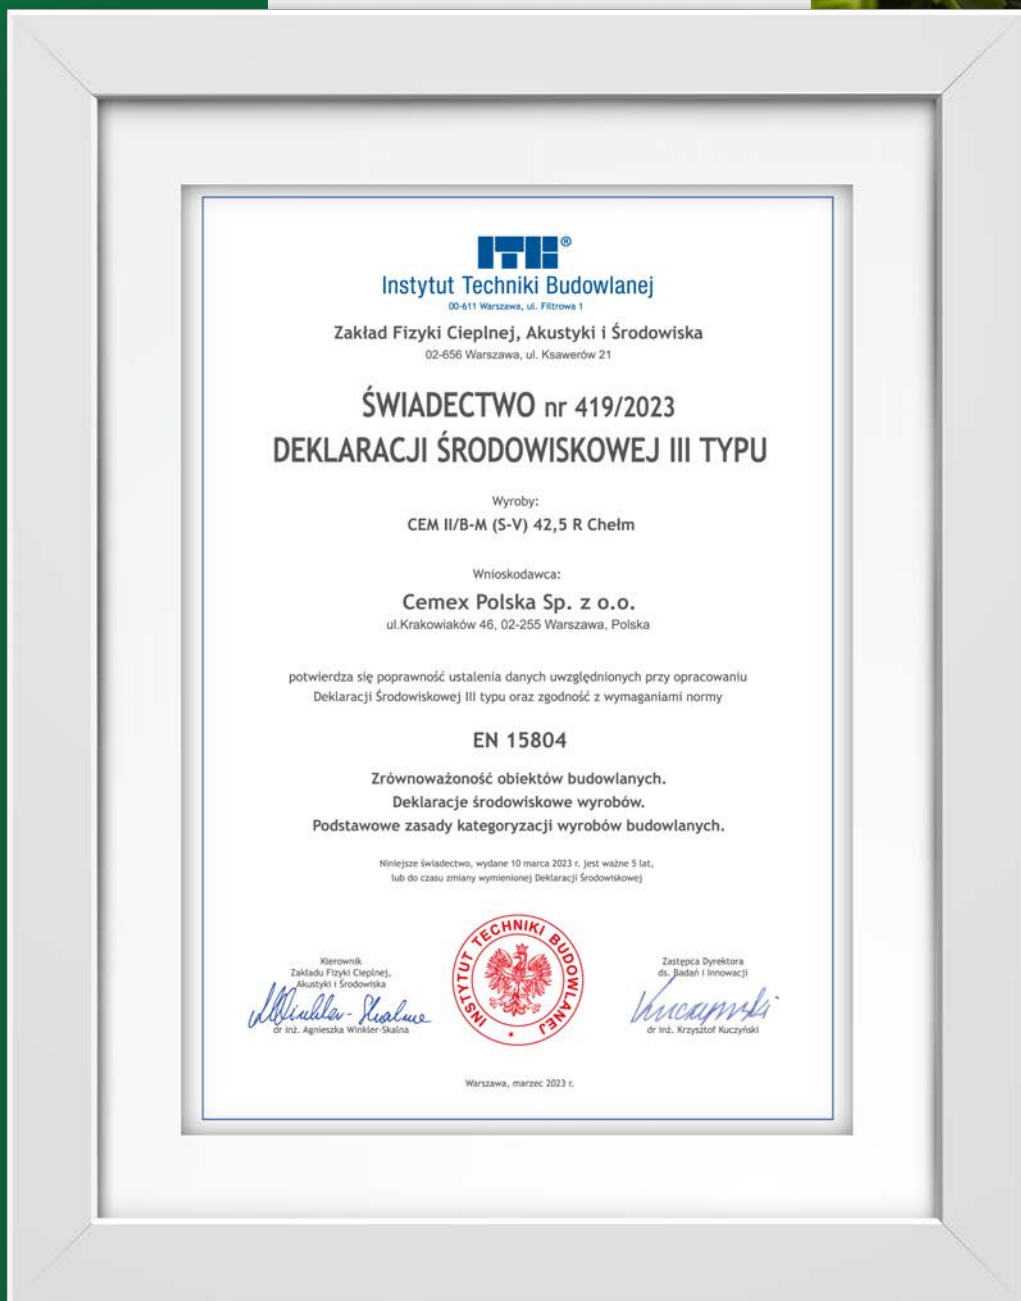 ITB®
Instytut Techniki Budowlanej
00-611 Warszawa, ul. Filtrowa 1
Zakład Fizyki Cieplnej, Akustyki i Środowiska
02-656 Warszawa, ul. Ksawerów 21
ŚWIADECTWO nr 419/2023
DEKLARACJI ŚRODOWISKOWEJ III TYPU
Wyroby:
CEM II/B-M (S-V) 42,5 R Chełm
Wnioskodawca:
Cemex Polska Sp. z o.o.
ul.Krakowiaków 46, 02-255 Warszawa, Polska
potwierdza się poprawność ustalenia danych uwzględnionych przy opracowaniu
Deklaracji Środowiskowej III typu oraz zgodność z wymaganiami normy
EN 15804
Zrównoważoność obiektów budowlanych.
Deklaracje środowiskowe wyrobów.
Podstawowe zasady kategoryzacji wyrobów budowlanych.
Niniejsze świadectwo, wydane 10 marca 2023 r. jest ważne 5 lat,
lub do czasu zmiany wymienionej Deklaracji Środowiskowej
Kierownik
Zakładu Fizyki Cieplnej,
Akustyki i Środowiska
AWinkler-Skalna
dr inż. Agnieszka Winkler-Skalna
INSTYTUT TECHNIKI BUDOWLANEJ
Zastępca Dyrektora
ds. Badań i Innowacji
Kuczyński
dr inż. Krzysztof Kuczyński
Warszawa, marzec 2023 r.